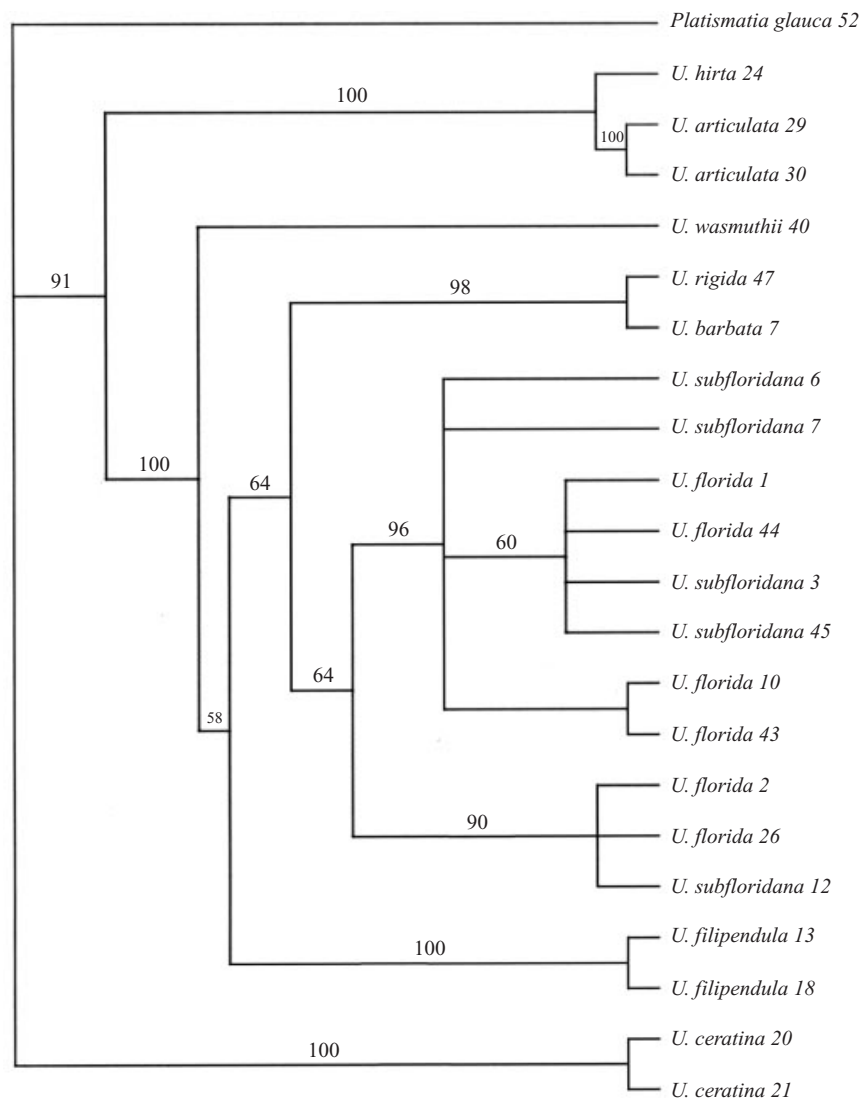 Platismatia glauca 52
U. hirta 24
100
U. articulata 29
100
U. articulata 30
U. wasmuthii 40
91
U. rigida 47
98
U. barbata 7
U. subfloridana 6
U. subfloridana 7
100
64
U. florida 1
96
60
U. florida 44
U. subfloridana 3
U. subfloridana 45
64
U. florida 10
58
U. florida 43
U. florida 2
90
U. florida 26
U. subfloridana 12
U. filipendula 13
100
U. filipendula 18
U. ceratina 20
100
U. ceratina 21